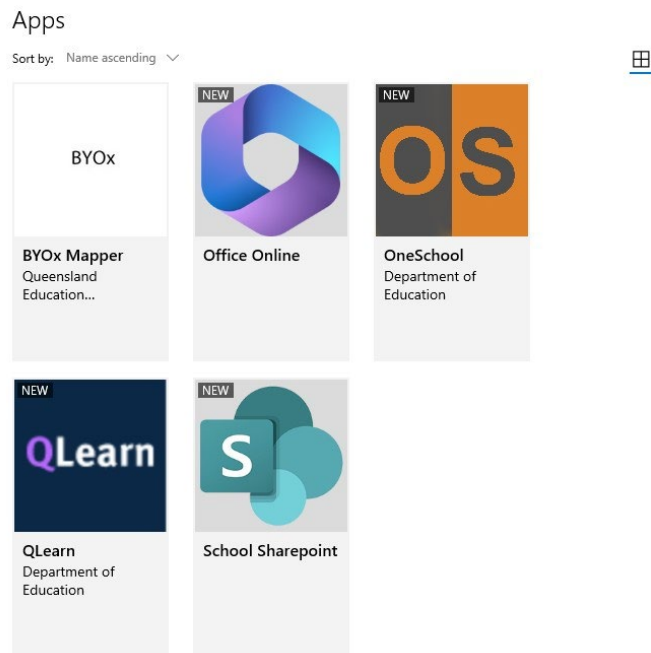 Apps
Sort by: Name ascending
BYOx
BYOx Mapper
Queensland
Education...
NEW
Office Online
NEW
OS
OneSchool
Department of
Education
NEW
QLearn
QLearn
Department of
Education
NEW
S
School Sharepoint